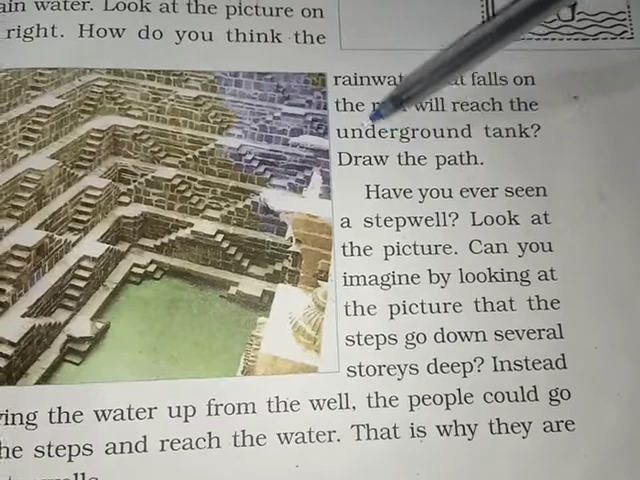 ain water. Look at the picture on
right. How do you think the
falls on
the will reach the
underground tank?
Draw the path.
Have you ever seen
a stepwell? Look at
the picture. Can you
imagine by looking at
the picture that the
steps go down several
storeys deep? Instead
ing the water up from the well, the people could go
he steps and reach the water. That is why they are